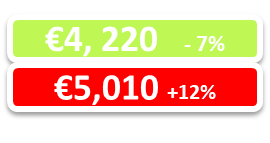 €4, 220 - 7%
€5,010 +12%